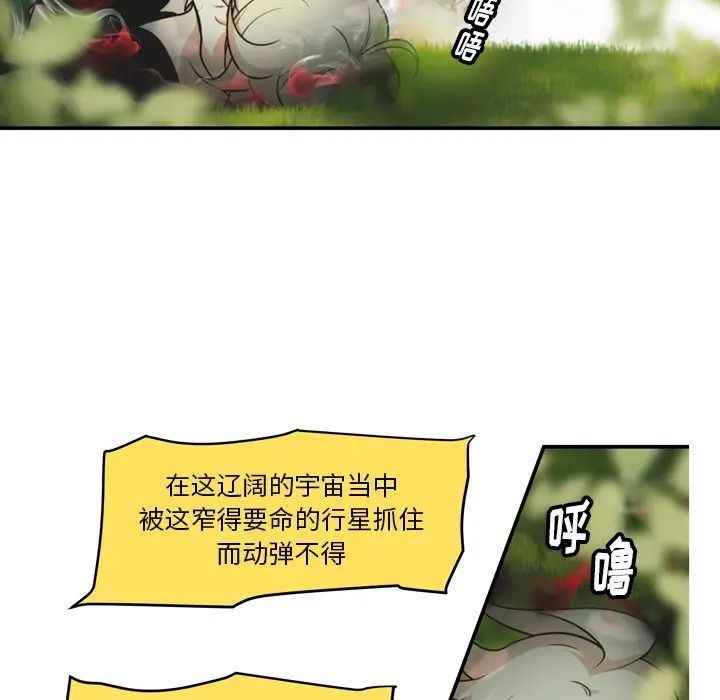 唔唔
在这辽阔的宇宙当中
被这窄得要命的行星抓住
而动弹不得
呼噜